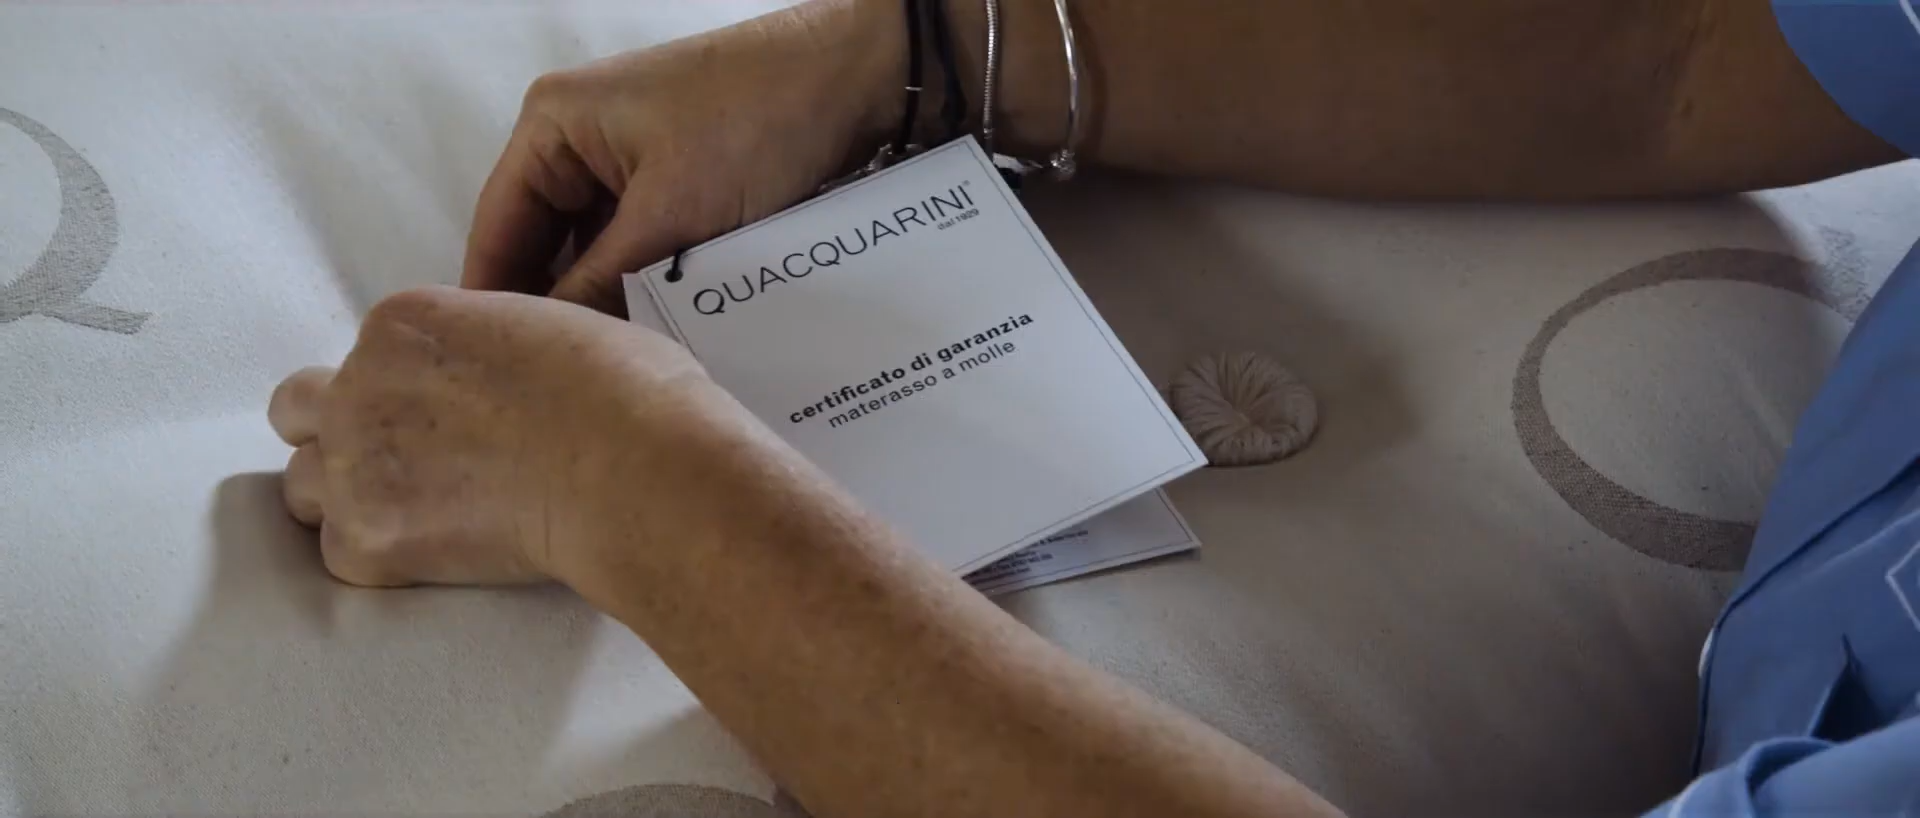 QUACQUARINI®
dal 1929
certificato di garanzia
materasso a molle